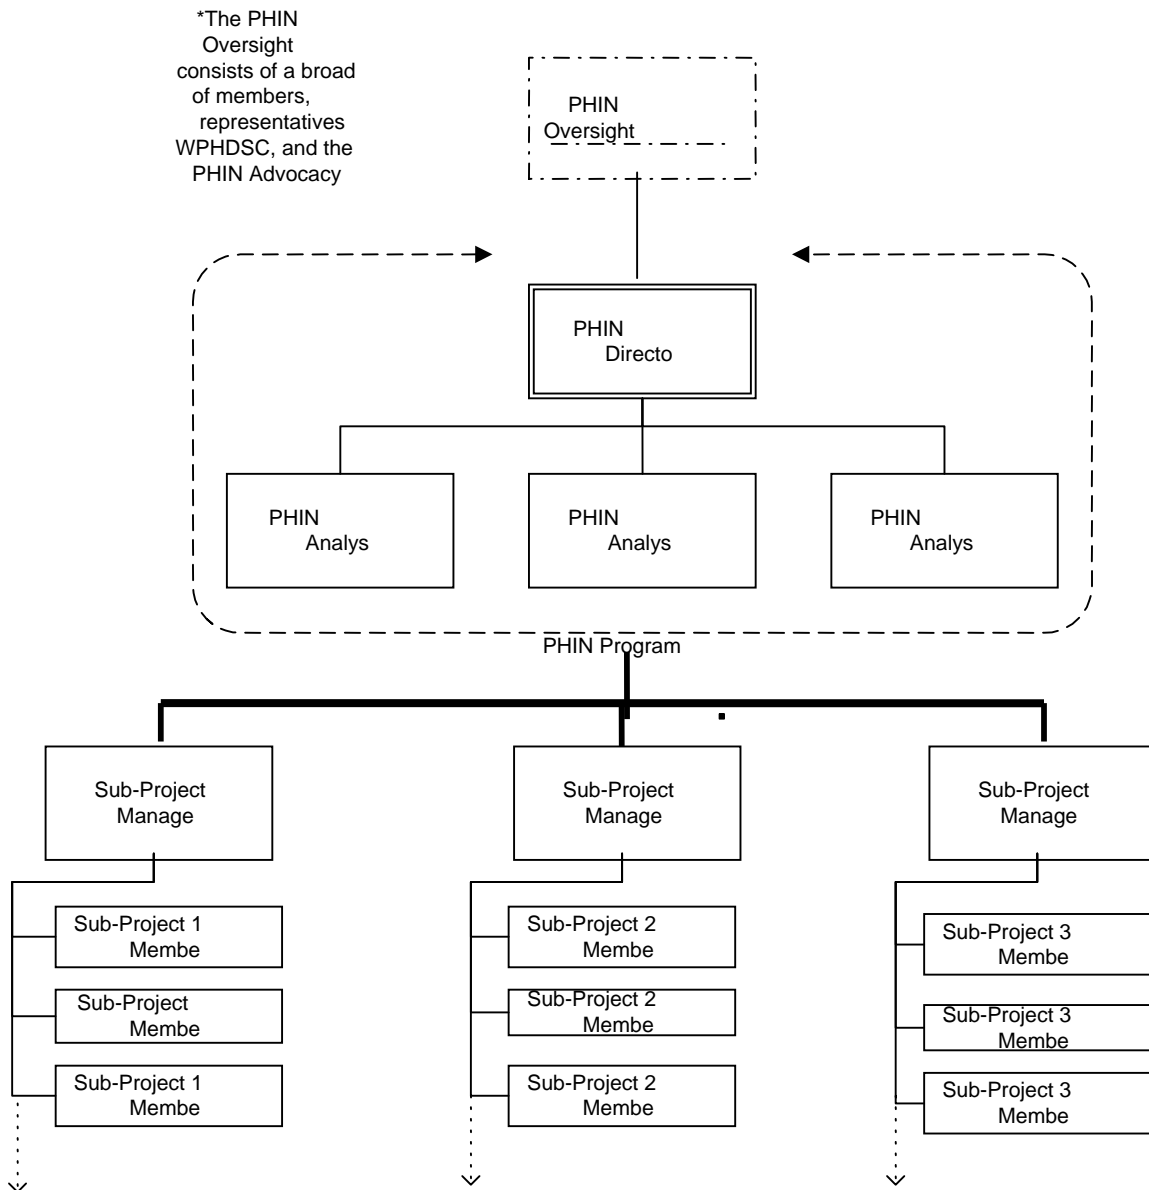 *The PHIN
Oversight
consists of a broad
of members,
representatives
WPHDSC, and the
PHIN Advocacy
PHIN
Oversight
PHIN
Directo
PHIN
Analys
PHIN
Analys
PHIN
Analys
PHIN Program
Sub-Project
Manage
Sub-Project
Manage
Sub-Project
Manage
Sub-Project 1
Membe
Sub-Project
Membe
Sub-Project 1
Membe
Sub-Project 2
Membe
Sub-Project 2
Membe
Sub-Project 2
Membe
Sub-Project 3
Membe
Sub-Project 3
Membe
Sub-Project 3
Membe